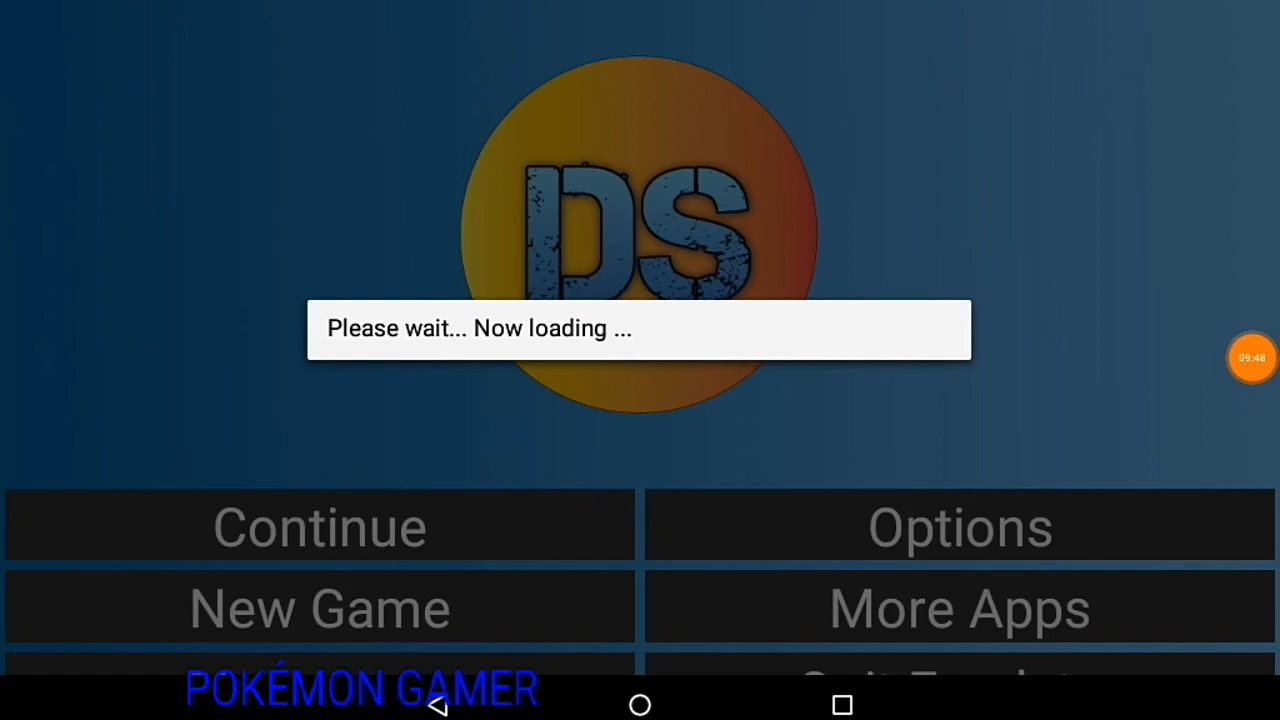 DS
Please wait... Now loading ...
09:48
Continue
Options
New Game
More Apps
POKÉMON GAMER